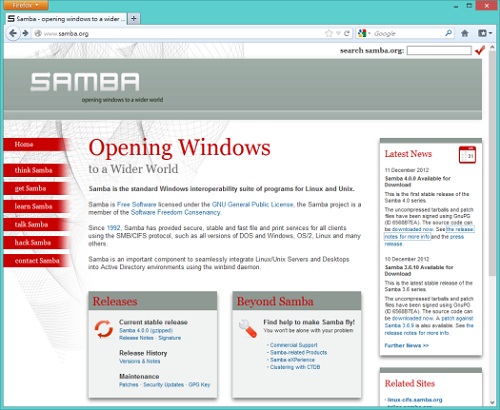 Firefox
Samba - opening windows to a wider ...
www.samba.org
Google
search samba.org:
SAMBA
opening windows to a wider world
Home
think Samba
get Samba
learn Samba
talk Samba
hack Samba
contact Samba
Opening Windows
to a Wider World
Samba is the standard Windows interoperability suite of programs for Linux and Unix.
Samba is Free Software licensed under the GNU General Public License, the Samba project is a
member of the Software Freedom Conservancy.
Since 1992, Samba has provided secure, stable and fast file and print services for all clients
using the SMB/CIFS protocol, such as all versions of DOS and Windows, OS/2, Linux and many
others.
Samba is an important component to seamlessly integrate Linux/Unix Servers and Desktops
into Active Directory environments using the winbind daemon.
Releases
Current stable release
Samba 4.0.0 (gzipped)
Release Notes · Signature
Release History
Versions & Notes
Maintenance
Patches · Security Updates · GPG Key
Beyond Samba
Find help to make Samba fly!
You won't be alone with your problem
· Commercial Support
· Samba-related Products
· Samba eXPerience
· Clustering with CTDB
Latest News
31
11 December 2012
Samba 4.0.0 Available for
Download
This is the first stable release of the
Samba 4.0 series.
The uncompressed tarballs and patch
files have been signed using GnuPG
(ID 6568B7EA). The source code can
be downloaded now. See the release
notes for more info and the press
release.
10 December 2012
Samba 3.6.10 Available for
Download
This is the latest stable release of the
Samba 3.6 series.
The uncompressed tarballs and patch
files have been signed using GnuPG
(ID 6568B7EA). The source code can
be downloaded now. A patch against
Samba 3.6.9 is also available. See the
release notes for more info.
Further News >>
Related Sites
· linux-cifs.samba.org